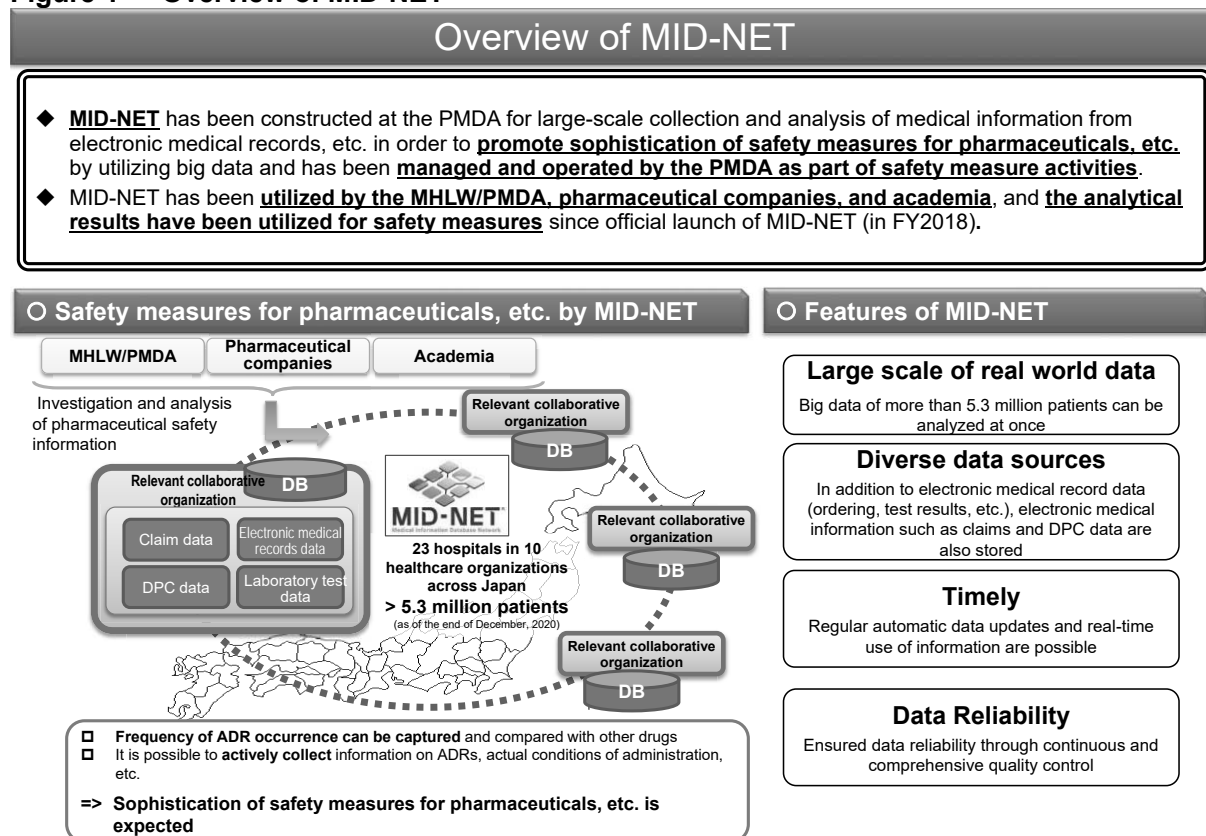 Overview of MID-NET
◆ MID-NET has been constructed at the PMDA for large-scale collection and analysis of medical information from
electronic medical records, etc. in order to promote sophistication of safety measures for pharmaceuticals, etc.
by utilizing big data and has been managed and operated by the PMDA as part of safety measure activities.
◆ MID-NET has been utilized by the MHLW/PMDA, pharmaceutical companies, and academia, and the analytical
results have been utilized for safety measures since official launch of MID-NET (in FY2018).
○ Safety measures for pharmaceuticals, etc. by MID-NET
MHLW/PMDA
Pharmaceutical
companies
Academia
Investigation and analysis
of pharmaceutical safety
information
Relevant collaborative
organization
DB
Relevant collaborative
organization
DB
Claim data
Electronic medical
records data
DPC data
Laboratory test
data
MID-NET®
Medical Information Database Network
23 hospitals in 10
healthcare organizations
across Japan
> 5.3 million patients
(as of the end of December, 2020)
Relevant collaborative
organization
DB
Relevant collaborative
organization
DB
□ Frequency of ADR occurrence can be captured and compared with other drugs
□ It is possible to actively collect information on ADRs, actual conditions of administration,
etc.
=> Sophistication of safety measures for pharmaceuticals, etc. is
expected
○ Features of MID-NET
Large scale of real world data
Big data of more than 5.3 million patients can be
analyzed at once
Diverse data sources
In addition to electronic medical record data
(ordering, test results, etc.), electronic medical
information such as claims and DPC data are
also stored
Timely
Regular automatic data updates and real-time
use of information are possible
Data Reliability
Ensured data reliability through continuous and
comprehensive quality control